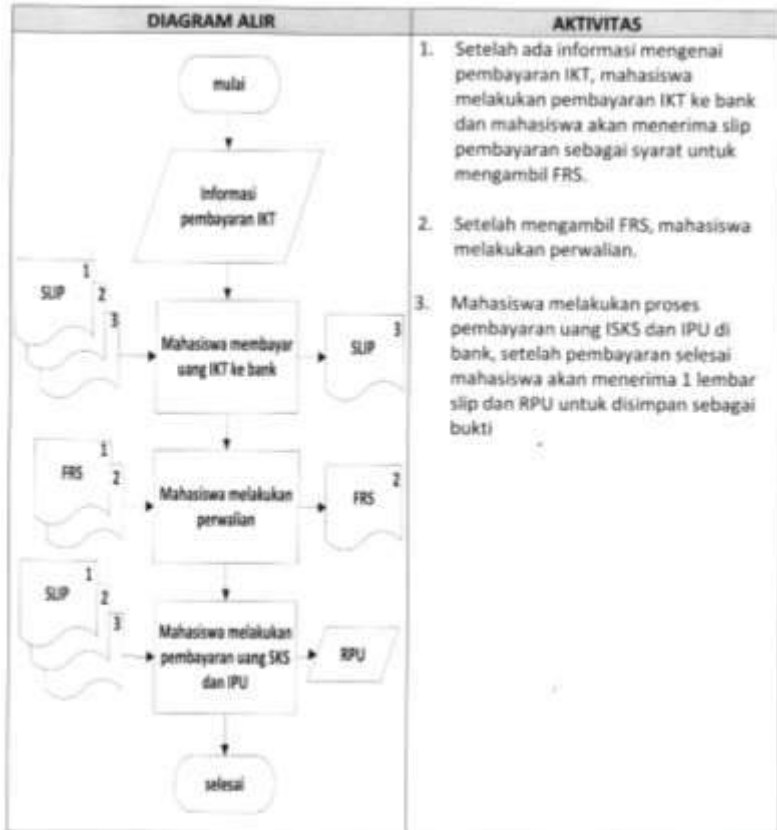 DIAGRAM ALIR
mulai
Informasi
pembayaran IKT
SLIP
1
2
3
Mahasiswa membayar
uang IKT ke bank
SLIP
3
FRS
1
2
Mahasiswa melakukan
perwalian
FRS
2
SLIP
1
2
3
Mahasiswa melakukan
pembayaran uang SKS
dan IPU
RPU
selesai
AKTIVITAS
1. Setelah ada informasi mengenai
pembayaran IKT, mahasiswa
melakukan pembayaran IKT ke bank
dan mahasiswa akan menerima slip
pembayaran sebagai syarat untuk
mengambil FRS.
2. Setelah mengambil FRS, mahasiswa
melakukan perwalian.
3. Mahasiswa melakukan proses
pembayaran uang ISKS dan IPU di
bank, setelah pembayaran selesai
mahasiswa akan menerima 1 lembar
slip dan RPU untuk disimpan sebagai
bukti